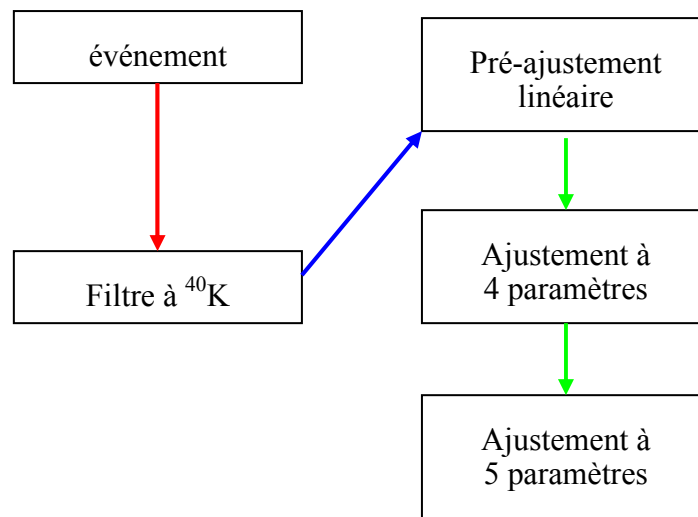 événement
Filtre à ⁴⁰K
Pré-ajustement
linéaire
Ajustement à
4 paramètres
Ajustement à
5 paramètres